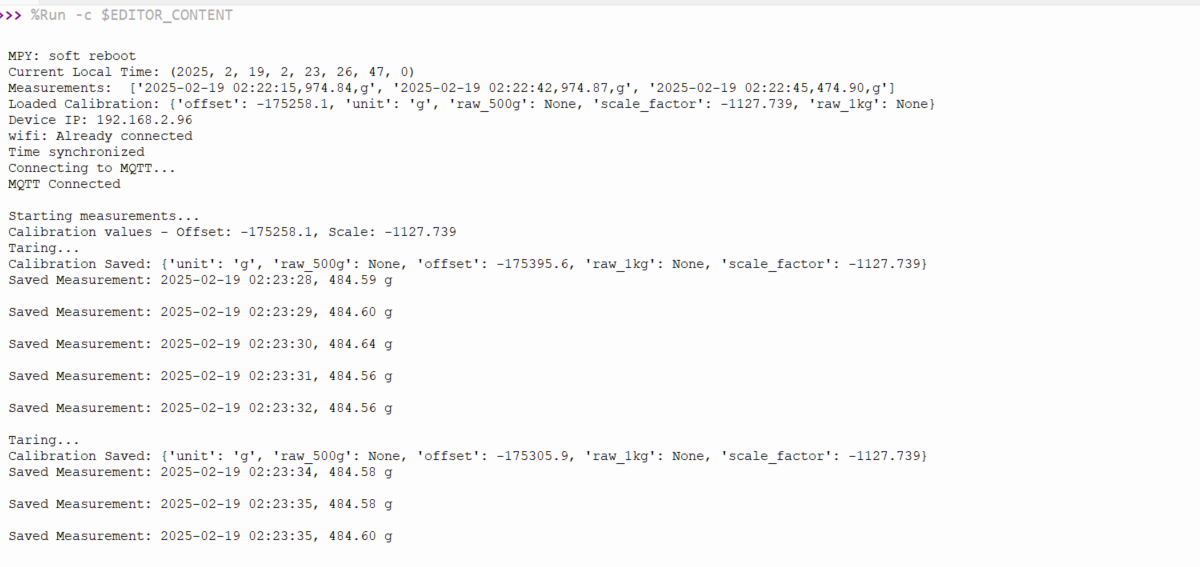 >>> %Run -c $EDITOR_CONTENT
MPY: soft reboot
Current Local Time: (2025, 2, 19, 2, 23, 26, 47, 0)
Measurements:  ['2025-02-19 02:22:15,974.84,g', '2025-02-19 02:22:42,974.87,g', '2025-02-19 02:22:45,474.90,g']
Loaded Calibration: {'offset': -175258.1, 'unit': 'g', 'raw_500g': None, 'scale_factor': -1127.739, 'raw_1kg': None}
Device IP: 192.168.2.96
wifi: Already connected
Time synchronized
Connecting to MQTT...
MQTT Connected
Starting measurements...
Calibration values - Offset: -175258.1, Scale: -1127.739
Taring...
Calibration Saved: {'unit': 'g', 'raw_500g': None, 'offset': -175395.6, 'raw_1kg': None, 'scale_factor': -1127.739}
Saved Measurement: 2025-02-19 02:23:28, 484.59 g
Saved Measurement: 2025-02-19 02:23:29, 484.60 g
Saved Measurement: 2025-02-19 02:23:30, 484.64 g
Saved Measurement: 2025-02-19 02:23:31, 484.56 g
Saved Measurement: 2025-02-19 02:23:32, 484.56 g
Taring...
Calibration Saved: {'unit': 'g', 'raw_500g': None, 'offset': -175305.9, 'raw_1kg': None, 'scale_factor': -1127.739}
Saved Measurement: 2025-02-19 02:23:34, 484.58 g
Saved Measurement: 2025-02-19 02:23:35, 484.58 g
Saved Measurement: 2025-02-19 02:23:35, 484.60 g